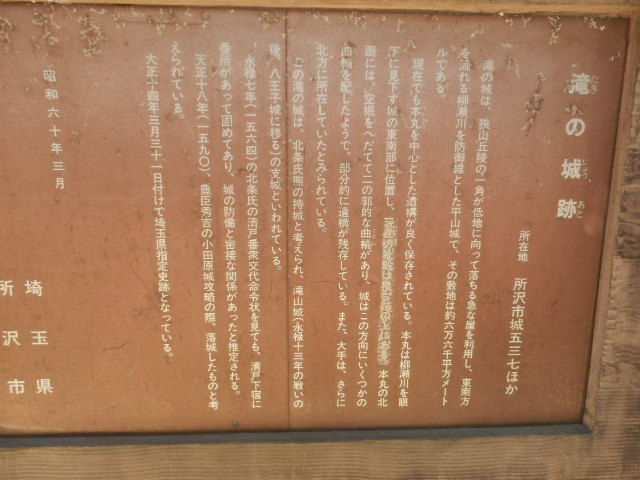 滝の城跡
たき じょう あと
所在地 所沢市城五三七ほか
滝の城は、狭山丘陵の一角が低地に向って落ちる急な崖を利用し、東南方
を流れる柳瀬川を防御線とした平山城で、その敷地は約六万六千平方メート
ルである。
現在でも本丸を中心とした遺構が良く保存されている。本丸は柳瀬川を眼
下に見下す城の東南部に位置し、
本丸の北
西には、空堀をへだてて二の郭的な曲輪があり、城はこの方向にいくつかの
曲輪を配したようで、部分的に遺構が残存している。また、大手は、さらに
北方に所在していたとみられている。
この滝の城は、北条氏照の持城と考えられ、滝山城(永禄十三年の戦いの
後、八王子城に移る)の支城といわれている。
永禄七年(一五六四)の北条氏の清戸番衆交代命令状を見ても、清戸下宿に
番所があって固めてあり、城の防備と密接な関係があったと推定される。
天正十八年(一五九〇)、豊臣秀吉の小田原城攻略の際、落城したものと考
えられている。
大正十四年三月三十一日付けで埼玉県指定史跡となっている。
昭和六十年三月
埼玉県
所沢市